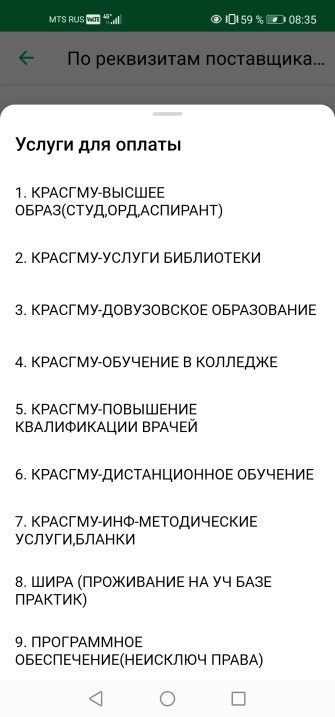 MTS RUS VoLTE 4G+ 59 % 08:35
По реквизитам поставщика...
Услуги для оплаты
1. КРАСГМУ-ВЫСШЕЕ
ОБРАЗ(СТУД,ОРД,АСПИРАНТ)
2. КРАСГМУ-УСЛУГИ БИБЛИОТЕКИ
3. КРАСГМУ-ДОВУЗОВСКОЕ ОБРАЗОВАНИЕ
4. КРАСГМУ-ОБУЧЕНИЕ В КОЛЛЕДЖЕ
5. КРАСГМУ-ПОВЫШЕНИЕ
КВАЛИФИКАЦИИ ВРАЧЕЙ
6. КРАСГМУ-ДИСТАНЦИОННОЕ ОБУЧЕНИЕ
7. КРАСГМУ-ИНФ-МЕТОДИЧЕСКИЕ
УСЛУГИ,БЛАНКИ
8. ШИРА (ПРОЖИВАНИЕ НА УЧ БАЗЕ
ПРАКТИК)
9. ПРОГРАММНОЕ
ОБЕСПЕЧЕНИЕ(НЕИСКЛЮЧ ПРАВА)